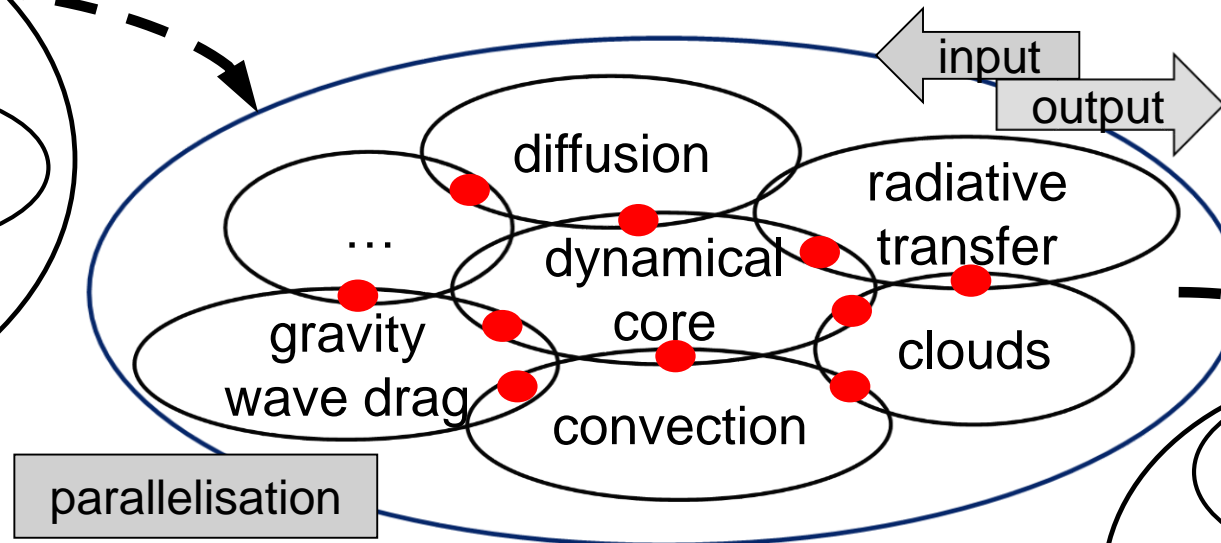 input
output
diffusion
radiative
transfer
…
dynamical
core
gravity
wave drag
clouds
convection
parallelisation